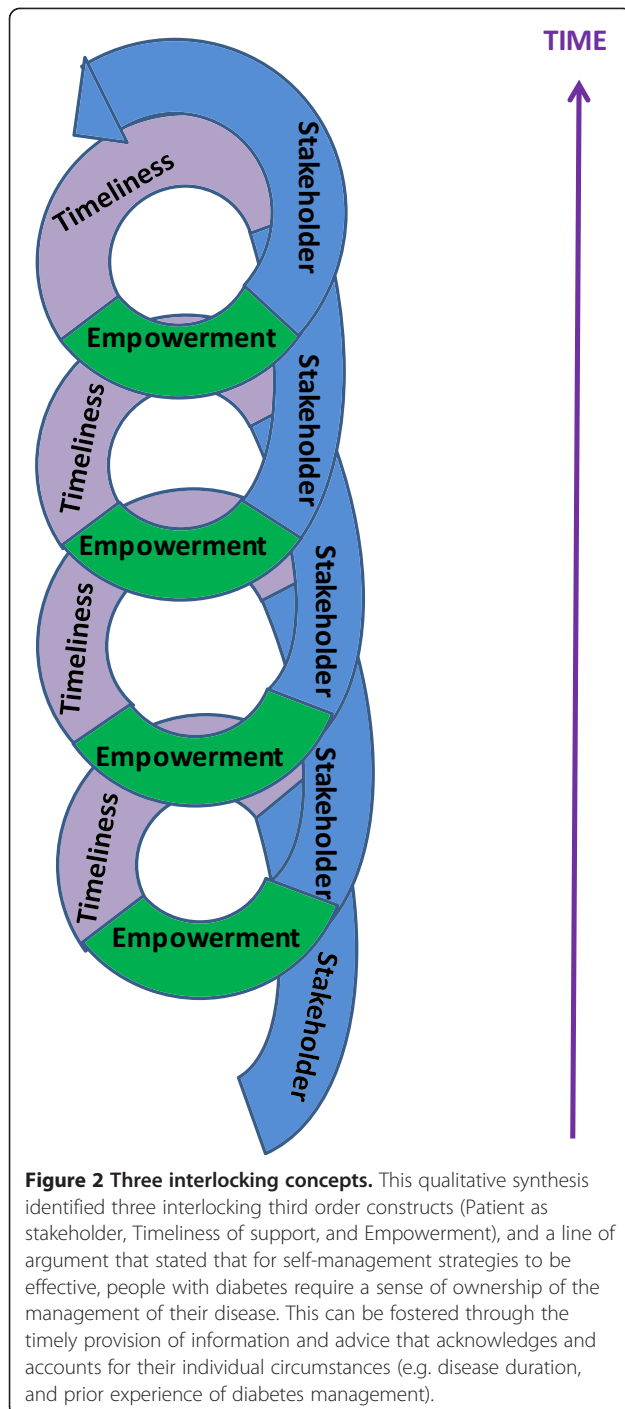 TIME
Stakeholder
Timeliness
Empowerment
Stakeholder
Timeliness
Empowerment
Stakeholder
Timeliness
Empowerment
Stakeholder
Timeliness
Empowerment
Stakeholder
Figure 2 Three interlocking concepts. This qualitative synthesis
identified three interlocking third order constructs (Patient as
stakeholder, Timeliness of support, and Empowerment), and a line of
argument that stated that for self-management strategies to be
effective, people with diabetes require a sense of ownership of the
management of their disease. This can be fostered through the
timely provision of information and advice that acknowledges and
accounts for their individual circumstances (e.g. disease duration,
and prior experience of diabetes management).